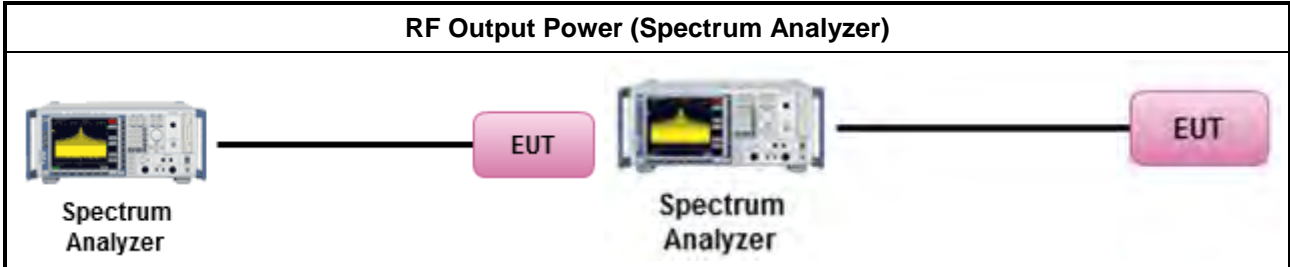 RF Output Power (Spectrum Analyzer)
EUT
EUT
Spectrum
Analyzer
Spectrum
Analyzer